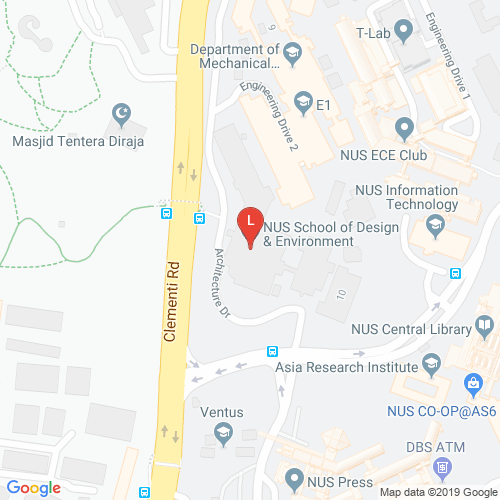 T-Lab
6
Department of
Mechanical...
Engineering Drive 1
Engineering Drive 2
E1
Masjid Tentera Diraja
NUS ECE Club
NUS Information
Technology
L
NUS School of Design
& Environment
Clementi Rd
Architecture Dr
10
NUS Central Library
Asia Research Institute
NUS CO-OP@AS6
Ventus
DBS ATM
NUS Press
Google
Map data ©2019 Google